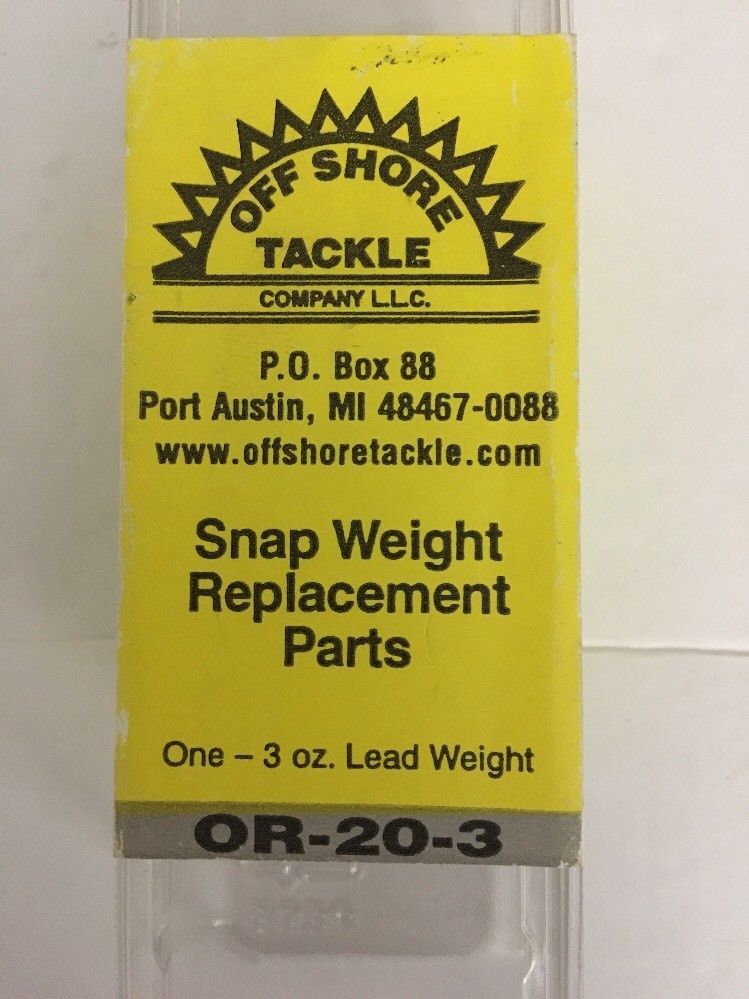 OFF SHORE
TACKLE
COMPANY L.L.C.
P.O. Box 88
Port Austin, MI 48467-0088
www.offshoretackle.com
Snap Weight
Replacement
Parts
One – 3 oz. Lead Weight
OR-20-3